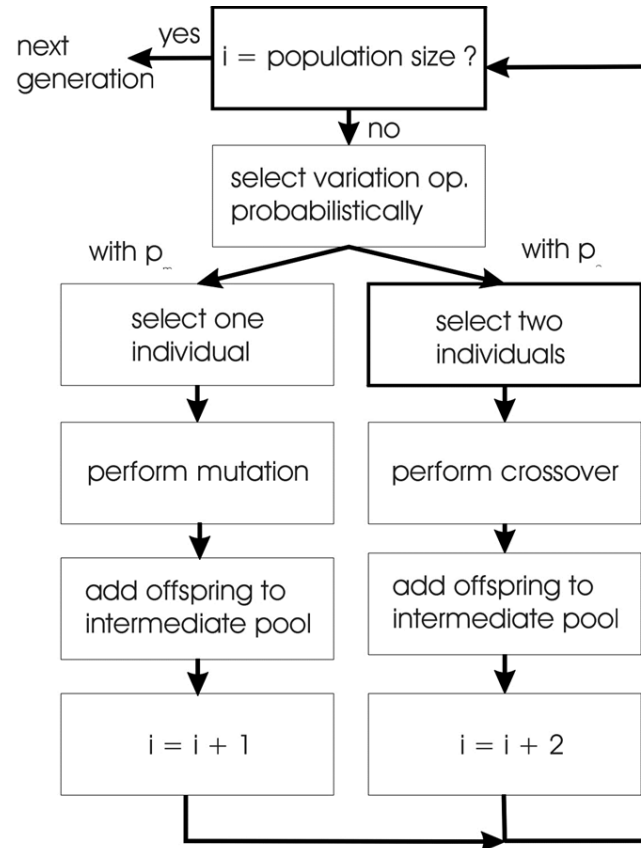 yes
next
generation
i = population size ?
no
select variation op.
probabilistically
with p
with p
select one
individual
select two
individuals
perform mutation
perform crossover
add offspring to
intermediate pool
add offspring to
intermediate pool
i = i + 1
i = i + 2